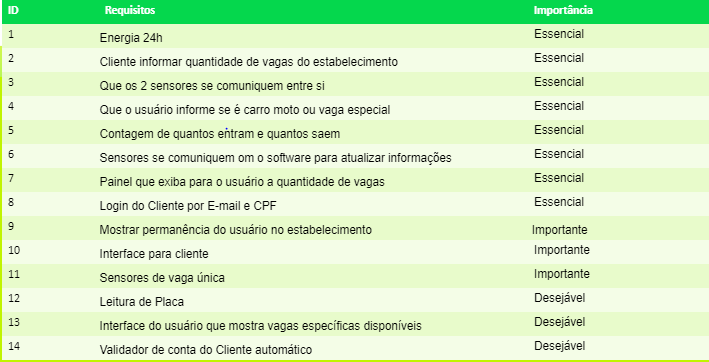 ID Requisitos Importância
1 Energia 24h Essencial
2 Cliente informar quantidade de vagas do estabelecimento Essencial
3 Que os 2 sensores se comuniquem entre si Essencial
4 Que o usuário informe se é carro moto ou vaga especial Essencial
5 Contagem de quantos entram e quantos saem Essencial
6 Sensores se comuniquem om o software para atualizar informações Essencial
7 Painel que exiba para o usuário a quantidade de vagas Essencial
8 Login do Cliente por E-mail e CPF Essencial
9 Mostrar permanência do usuário no estabelecimento Importante
10 Interface para cliente Importante
11 Sensores de vaga única Importante
12 Leitura de Placa Desejável
13 Interface do usuário que mostra vagas específicas disponíveis Desejável
14 Validador de conta do Cliente automático Desejável